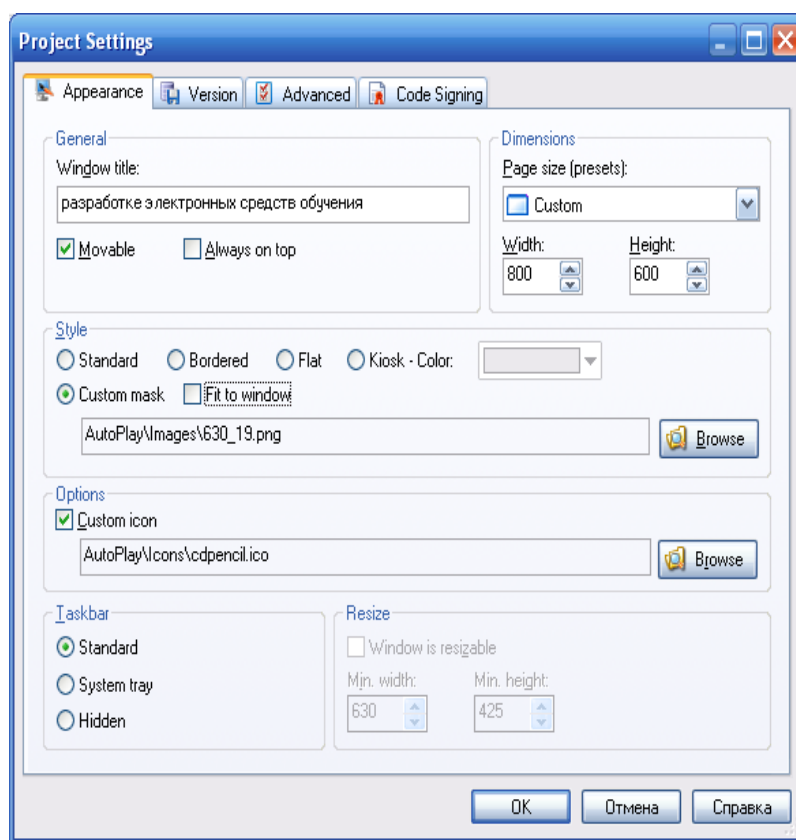 Project Settings
Appearance Version Advanced Code Signing
General
Window title:
разработке электронных средств обучения
Movable Always on top
Dimensions
Page size (presets):
Custom
Width: Height:
800 600
Style
Standard Bordered Flat Kiosk - Color:
Custom mask Fit to window
AutoPlay\Images\630_19.png Browse
Options
Custom icon
AutoPlay\Icons\cdpencil.ico Browse
Taskbar
Standard
System tray
Hidden
Resize
Window is resizable
Min. width: Min. height:
630 425
OK Отмена Справка